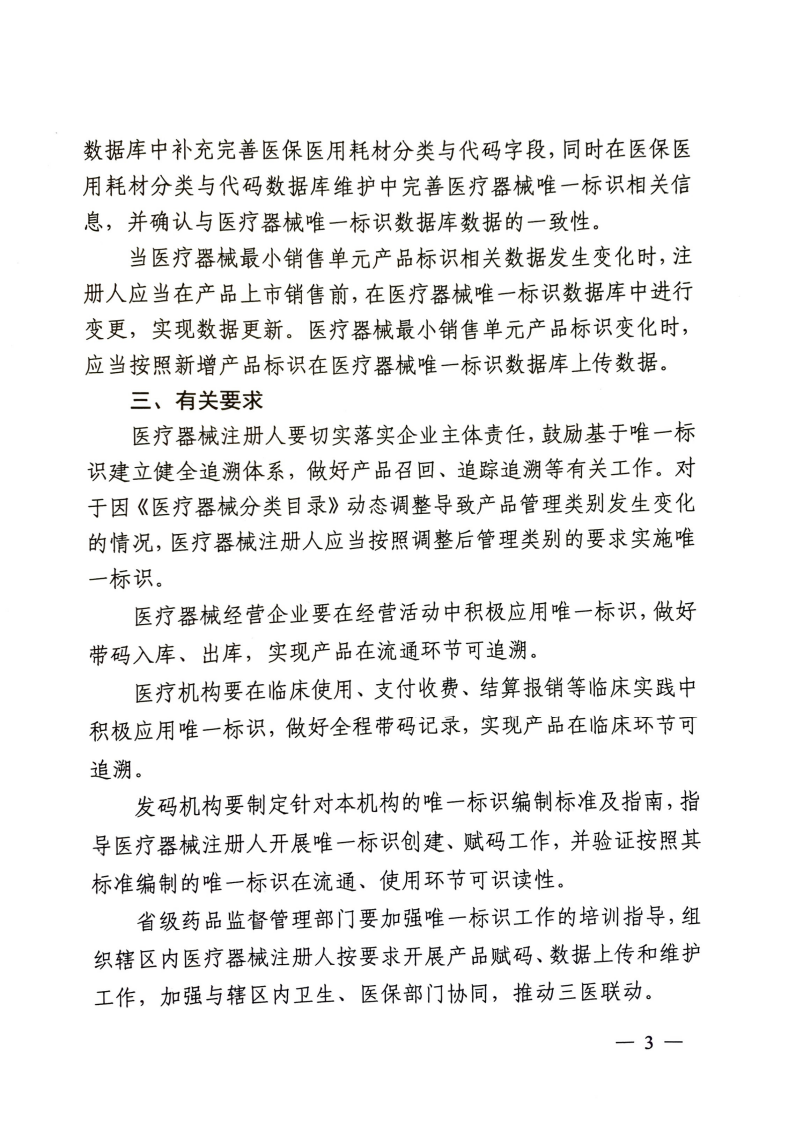 数据库中补充完善医保医用耗材分类与代码字段,同时在医保医
用耗材分类与代码数据库维护中完善医疗器械唯一标识相关信
息,并确认与医疗器械唯一标识数据库数据的一致性。
当医疗器械最小销售单元产品标识相关数据发生变化时,注
册人应当在产品上市销售前,在医疗器械唯一标识数据库中进行
变更,实现数据更新。医疗器械最小销售单元产品标识变化时,
应当按照新增产品标识在医疗器械唯一标识数据库上传数据。
三、有关要求
医疗器械注册人要切实落实企业主体责任,鼓励基于唯一标
识建立健全追溯体系,做好产品召回、追踪追溯等有关工作。对
于因《医疗器械分类目录》动态调整导致产品管理类别发生变化
的情况,医疗器械注册人应当按照调整后管理类别的要求实施唯
一标识。
医疗器械经营企业要在经营活动中积极应用唯一标识,做好
带码入库、出库,实现产品在流通环节可追溯。
医疗机构要在临床使用、支付收费、结算报销等临床实践中
积极应用唯一标识,做好全程带码记录,实现产品在临床环节可
追溯。
发码机构要制定针对本机构的唯一标识编制标准及指南,指
导医疗器械注册人开展唯一标识创建、赋码工作,并验证按照其
标准编制的唯一标识在流通、使用环节可识读性。
省级药品监督管理部门要加强唯一标识工作的培训指导,组
织辖区内医疗器械注册人按要求开展产品赋码、数据上传和维护
工作,加强与辖区内卫生、医保部门协同,推动三医联动。
— 3 —